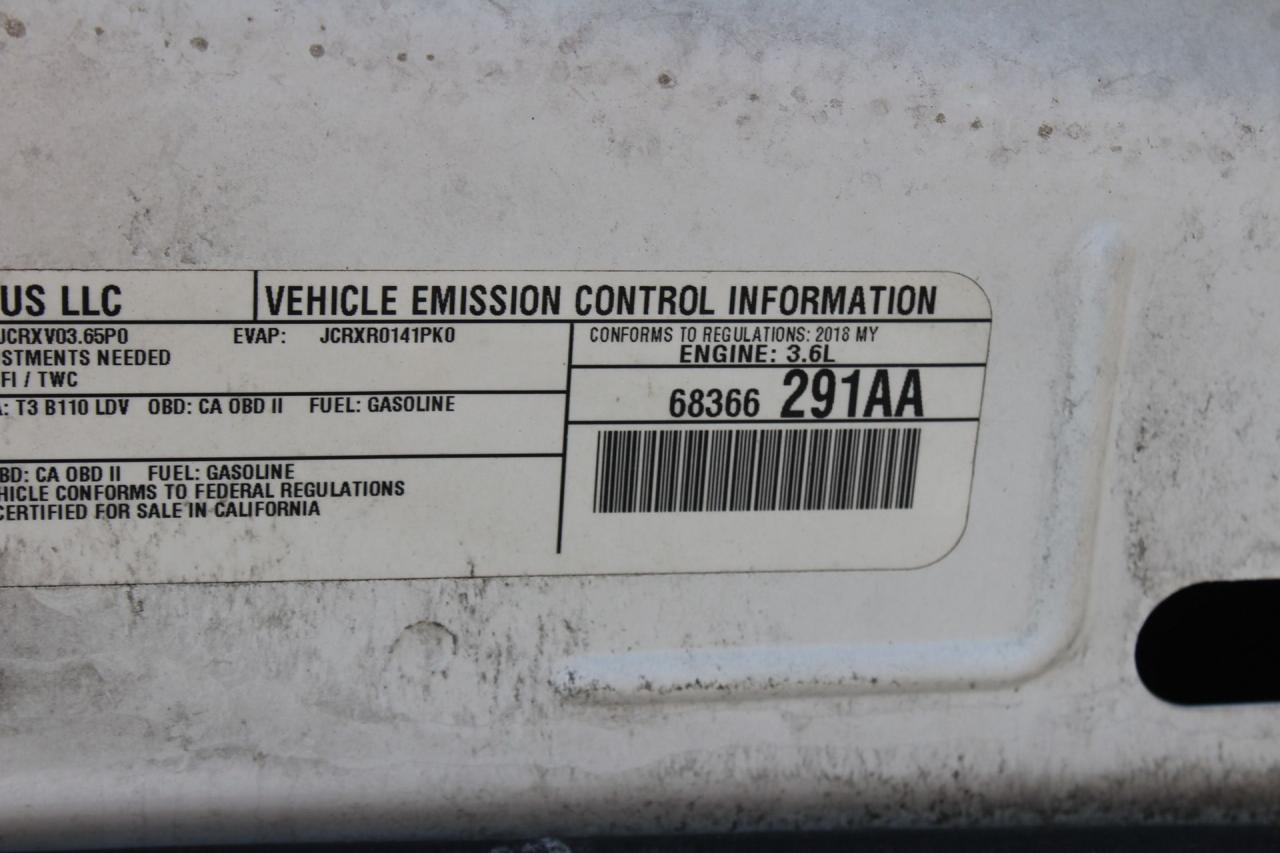 US LLC
VEHICLE EMISSION CONTROL INFORMATION
JCRXV03.65P0 EVAP: JCRXR0141PK0
CONFORMS TO REGULATIONS: 2018 MY
USTMENTS NEEDED
ENGINE: 3.6L
FI / TWC
68366 291AA
A: T3 B110 LDV OBD: CA OBD II FUEL: GASOLINE
BD: CA OBD II FUEL: GASOLINE
HICLE CONFORMS TO FEDERAL REGULATIONS
CERTIFIED FOR SALE IN CALIFORNIA